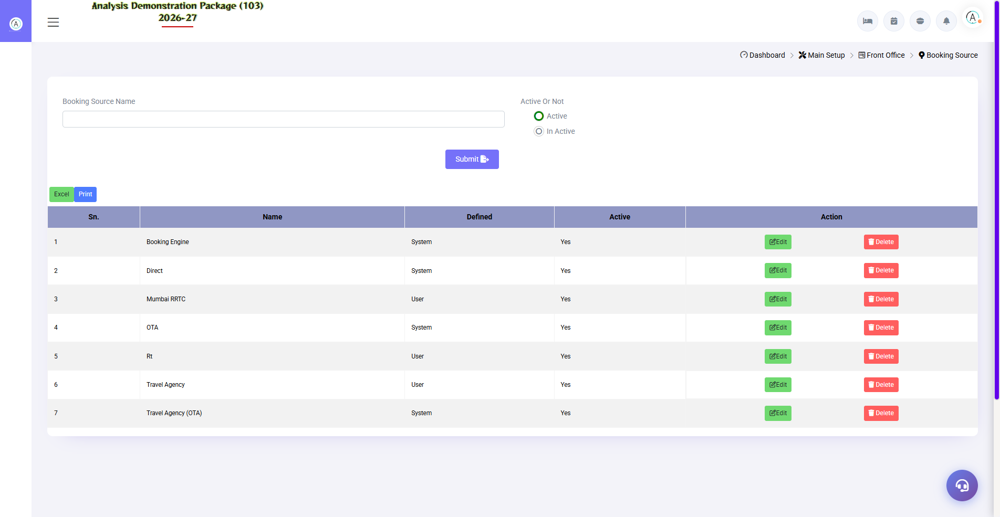 Analysis Demonstration Package (103)
2026-27
A
A
Dashboard > Main Setup > Front Office > Booking Source
Booking Source Name
Active Or Not
Active
In Active
Submit
Excel Print
Sn. Name Defined Active Action
1 Booking Engine System Yes Edit Delete
2 Direct System Yes Edit Delete
3 Mumbai RRTC User Yes Edit Delete
4 OTA System Yes Edit Delete
5 Rt User Yes Edit Delete
6 Travel Agency User Yes Edit Delete
7 Travel Agency (OTA) System Yes Edit Delete